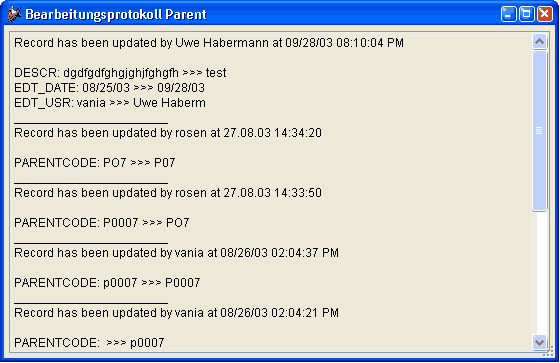 Bearbeitungsprotokoll Parent
Record has been updated by Uwe Habermann at 09/28/03 08:10:04 PM
DESCR: dgdfgdfghgjghjfghgfh >>> test
EDT_DATE: 08/25/03 >>> 09/28/03
EDT_USR: vania >>> Uwe Haberm
Record has been updated by rosen at 27.08.03 14:34:20
PARENTCODE: PO7 >>> P07
Record has been updated by rosen at 27.08.03 14:33:50
PARENTCODE: P0007 >>> PO7
Record has been updated by vania at 08/26/03 02:04:37 PM
PARENTCODE: p0007 >>> P0007
Record has been updated by vania at 08/26/03 02:04:21 PM
PARENTCODE:  >>> p0007